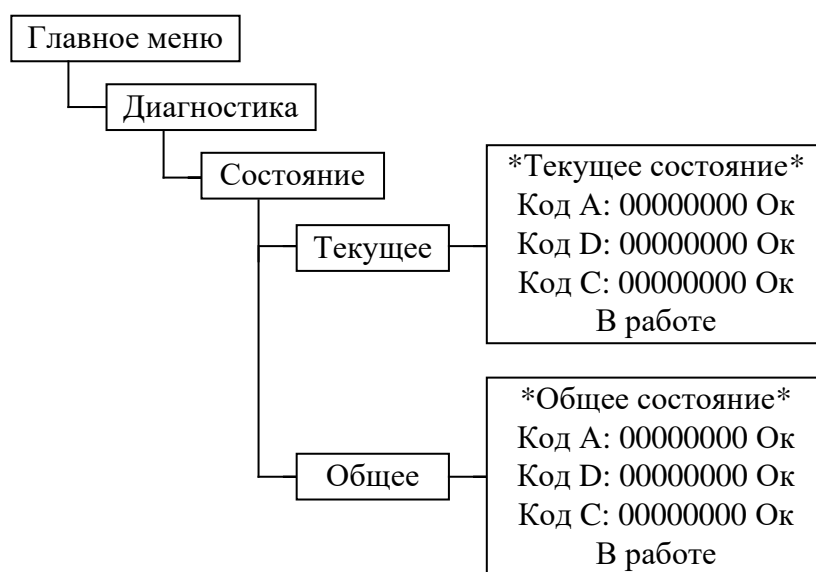 Главное меню
Диагностика
Состояние
Текущее
*Текущее состояние*
Код А: 00000000 Ок
Код D: 00000000 Ок
Код С: 00000000 Ок
В работе
Общее
*Общее состояние*
Код А: 00000000 Ок
Код D: 00000000 Ок
Код С: 00000000 Ок
В работе